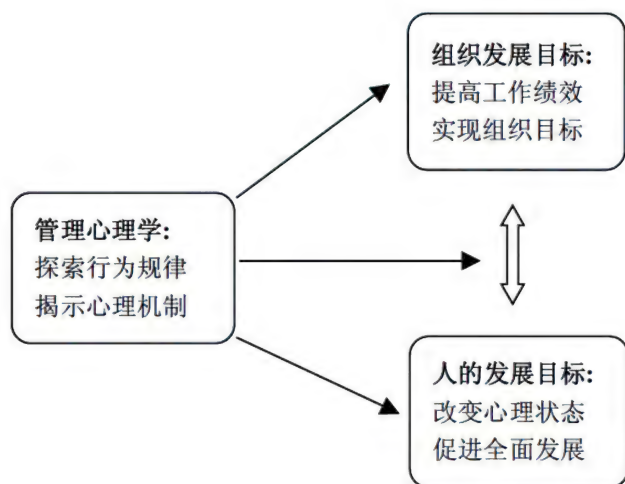 组织发展目标:
提高工作绩效
实现组织目标
管理心理学:
探索行为规律
揭示心理机制
人的发展目标:
改变心理状态
促进全面发展